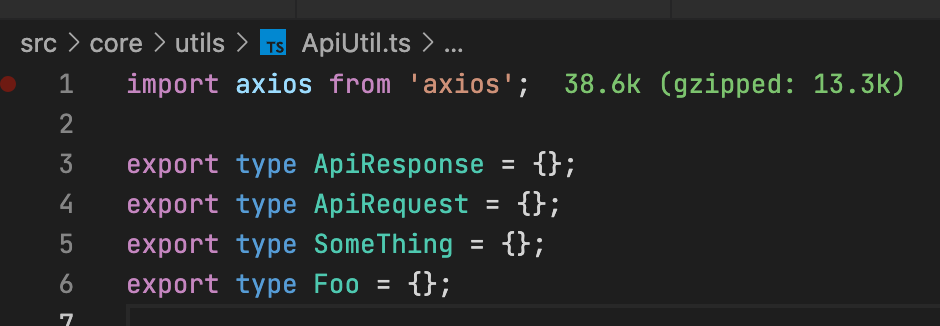 src > core > utils > TS ApiUtil.ts > ...
1 import axios from 'axios'; 38.6k (gzipped: 13.3k)
2
3 export type ApiResponse = {};
4 export type ApiRequest = {};
5 export type SomeThing = {};
6 export type Foo = {};
7